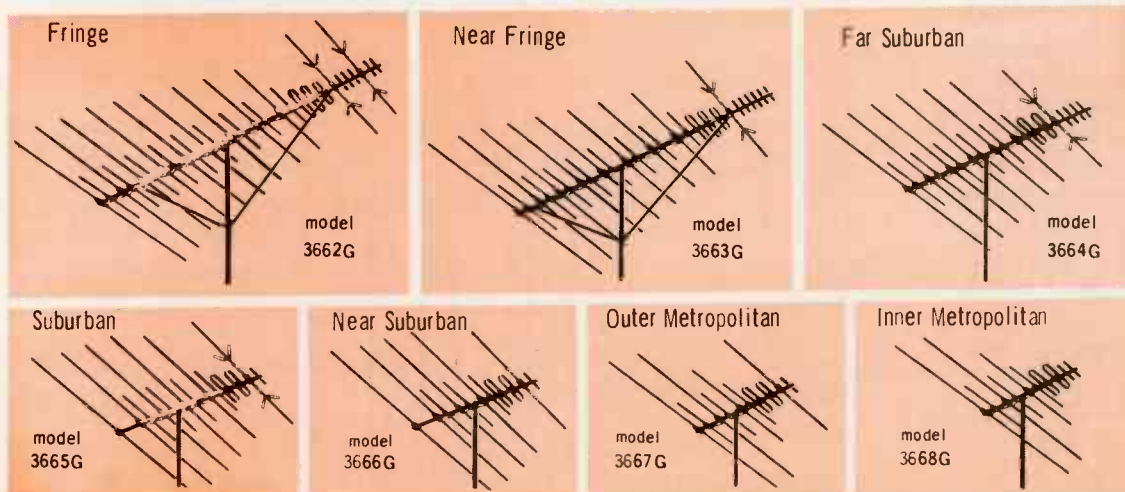 Fringe
model
3662G
Near Fringe
model
3663G
Far Suburban
model
3664G
Suburban
model
3665G
Near Suburban
model
3666G
Outer Metropolitan
model
3667G
Inner Metropolitan
model
3668G